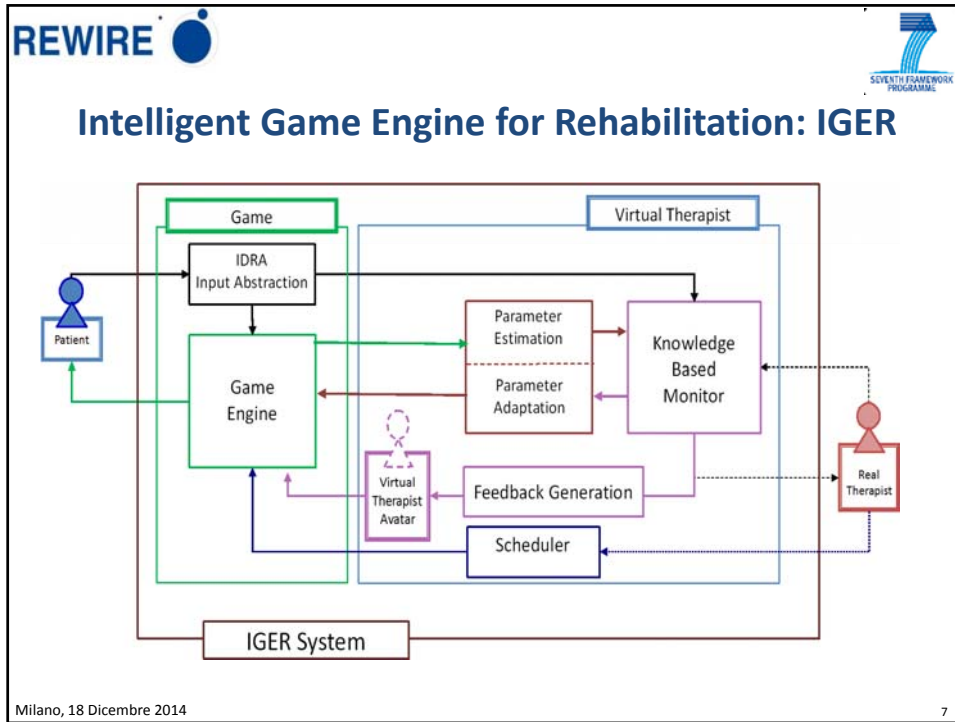 REWIRE
SEVENTH FRAMEWORK
PROGRAMME
Intelligent Game Engine for Rehabilitation: IGER
Game
Virtual Therapist
IDRA
Input Abstraction
Patient
Parameter
Estimation
Knowledge
Based
Monitor
Game
Engine
Parameter
Adaptation
Virtual
Therapist
Avatar
Feedback Generation
Real
Therapist
Scheduler
IGER System
Milano, 18 Dicembre 2014
7